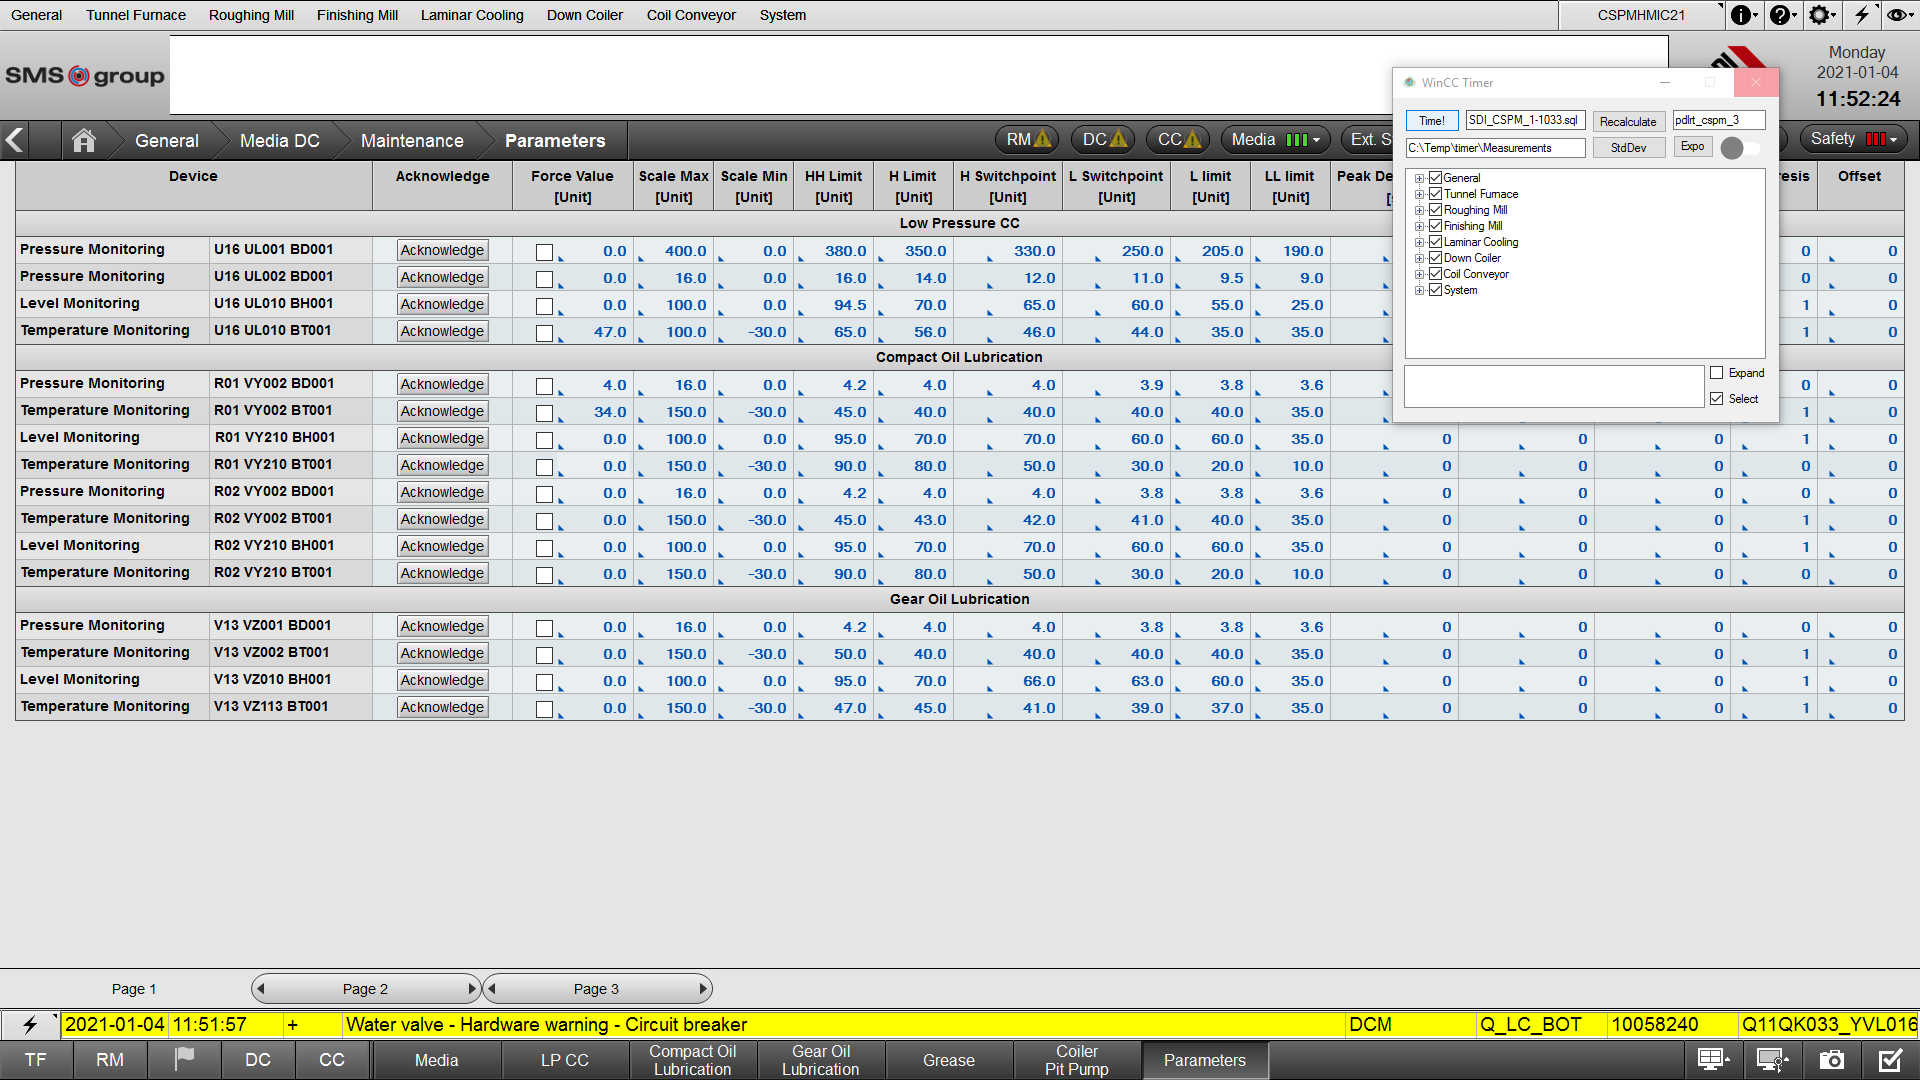 General Tunnel Furnace Roughing Mill Finishing Mill Laminar Cooling Down Coiler Coil Conveyor System CSPMHMIC21
SMS group
Monday
2021-01-04
11:52:24
WinCC Timer
Time! SDI_CSPM_1-1033.sql Recalculate pdlrt_cspm_3
C:\Temp\timer\Measurements StdDev Expo
General
Tunnel Furnace
Roughing Mill
Finishing Mill
Laminar Cooling
Down Coiler
Coil Conveyor
System
Expand
Select
General Media DC Maintenance Parameters RM DC CC Media Ext. S Safety
Device Acknowledge Force Value [Unit] Scale Max [Unit] Scale Min [Unit] HH Limit [Unit] H Limit [Unit] H Switchpoint [Unit] L Switchpoint [Unit] L limit [Unit] LL limit [Unit] Peak De resis Offset
Low Pressure CC
Pressure Monitoring U16 UL001 BD001 Acknowledge 0.0 400.0 0.0 380.0 350.0 330.0 250.0 205.0 190.0 0 0
Pressure Monitoring U16 UL002 BD001 Acknowledge 0.0 16.0 0.0 16.0 14.0 12.0 11.0 9.5 9.0 0 0
Level Monitoring U16 UL010 BH001 Acknowledge 0.0 100.0 0.0 94.5 70.0 65.0 60.0 55.0 25.0 1 0
Temperature Monitoring U16 UL010 BT001 Acknowledge 47.0 100.0 -30.0 65.0 56.0 46.0 44.0 35.0 35.0 1 0
Compact Oil Lubrication
Pressure Monitoring R01 VY002 BD001 Acknowledge 4.0 16.0 0.0 4.2 4.0 4.0 3.9 3.8 3.6 0 0
Temperature Monitoring R01 VY002 BT001 Acknowledge 34.0 150.0 -30.0 45.0 40.0 40.0 40.0 40.0 35.0 1 0
Level Monitoring R01 VY210 BH001 Acknowledge 0.0 100.0 0.0 95.0 70.0 70.0 60.0 60.0 35.0 0 0 0 1 0
Temperature Monitoring R01 VY210 BT001 Acknowledge 0.0 150.0 -30.0 90.0 80.0 50.0 30.0 20.0 10.0 0 0 0 0 0
Pressure Monitoring R02 VY002 BD001 Acknowledge 0.0 16.0 0.0 4.2 4.0 4.0 3.8 3.8 3.6 0 0 0 0 0
Temperature Monitoring R02 VY002 BT001 Acknowledge 0.0 150.0 -30.0 45.0 43.0 42.0 41.0 40.0 35.0 0 0 0 1 0
Level Monitoring R02 VY210 BH001 Acknowledge 0.0 100.0 0.0 95.0 70.0 70.0 60.0 60.0 35.0 0 0 0 1 0
Temperature Monitoring R02 VY210 BT001 Acknowledge 0.0 150.0 -30.0 90.0 80.0 50.0 30.0 20.0 10.0 0 0 0 0 0
Gear Oil Lubrication
Pressure Monitoring V13 VZ001 BD001 Acknowledge 0.0 16.0 0.0 4.2 4.0 4.0 3.8 3.8 3.6 0 0 0 0 0
Temperature Monitoring V13 VZ002 BT001 Acknowledge 0.0 150.0 -30.0 50.0 40.0 40.0 40.0 40.0 35.0 0 0 0 1 0
Level Monitoring V13 VZ010 BH001 Acknowledge 0.0 100.0 0.0 95.0 70.0 66.0 63.0 60.0 35.0 0 0 0 1 0
Temperature Monitoring V13 VZ113 BT001 Acknowledge 0.0 150.0 -30.0 47.0 45.0 41.0 39.0 37.0 35.0 0 0 0 1 0
Page 1 Page 2 Page 3
2021-01-04 11:51:57 + Water valve - Hardware warning - Circuit breaker DCM Q_LC_BOT 10058240 Q11QK033_YVL016
TF RM DC CC Media LP CC Compact Oil Lubrication Gear Oil Lubrication Grease Coiler Pit Pump Parameters